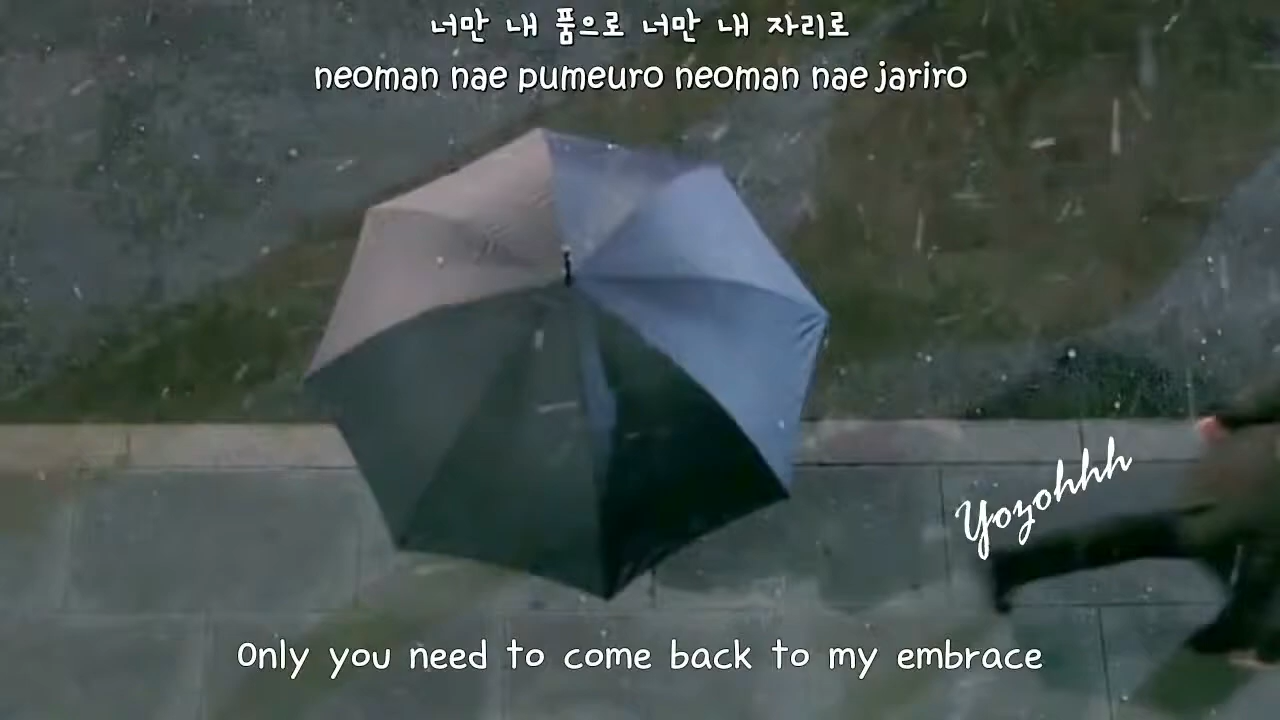 너만 내 품으로 너만 내 자리로
neoman nae pumeuro neoman nae jariro
Yozohhh
Only you need to come back to my embrace